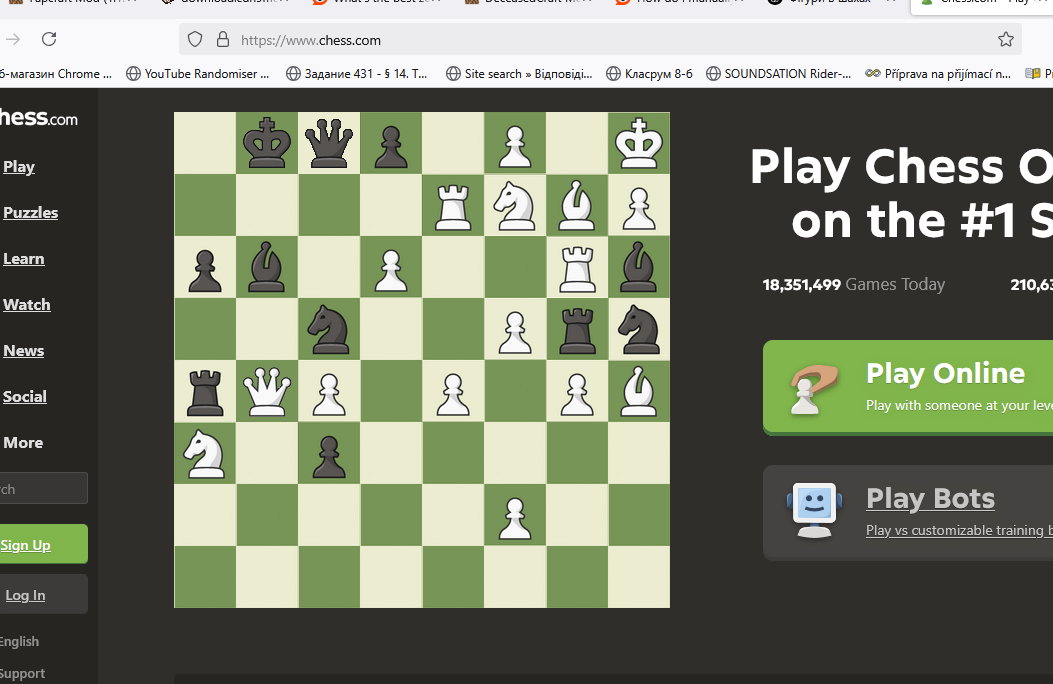 https://www.chess.com
б-магазин Chrome ... YouTube Randomiser ... Задание 431 - § 14. Т... Site search » Відповіді... Класрум 8-6 SOUNDSATION Rider-... Příprava na přijímací n...
hess.com
Play
Puzzles
Learn
Watch
News
Social
More
rch
Sign Up
Log In
English
Support
Play Chess O
on the #1 S
18,351,499 Games Today 210,63
Play Online
Play with someone at your leve
Play Bots
Play vs customizable training b